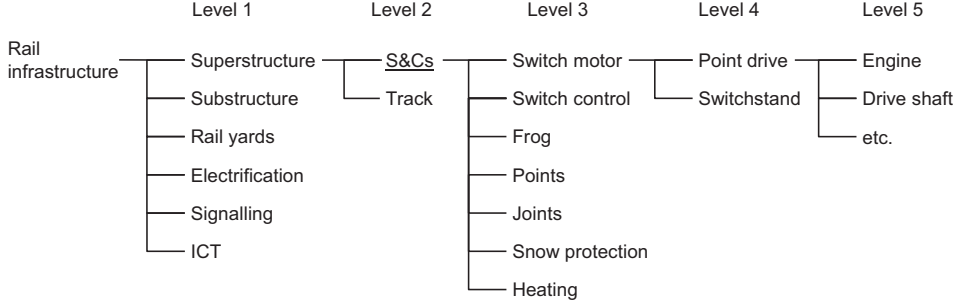 Level 1 Level 2 Level 3 Level 4 Level 5
Rail
infrastructure
Superstructure S&Cs Switch motor Point drive Engine
Substructure Track Switch control Switchstand Drive shaft
Rail yards Frog etc.
Electrification Points
Signalling Joints
ICT Snow protection
Heating